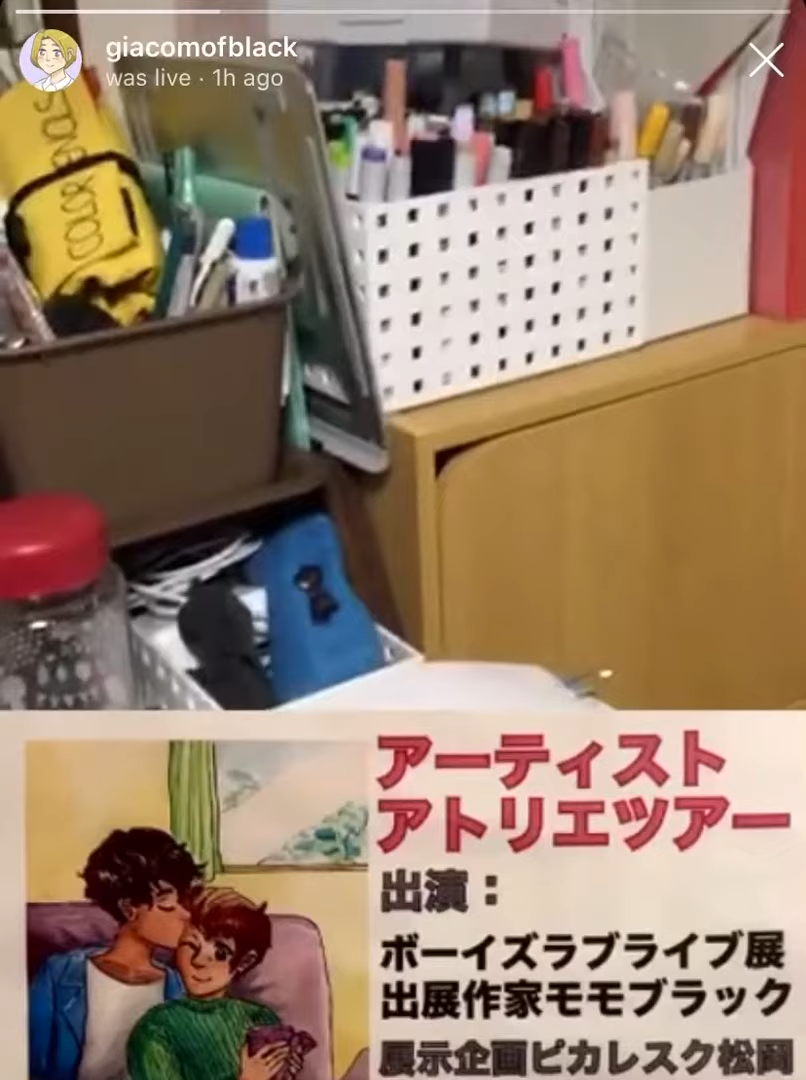 giacomofblack
was live · 1h ago
COLOR PENCILS
アーティスト
アトリエツアー
出演：
ボーイズラブライブ展
出展作家モモブラック
展示企画ピカレスク松岡